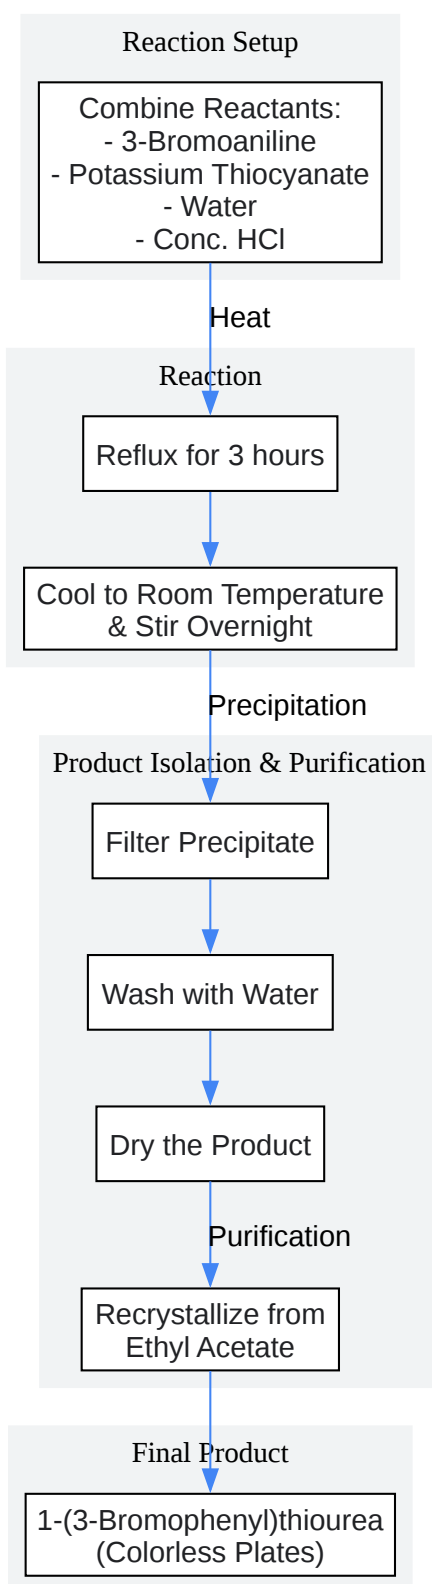 Reaction Setup
Combine Reactants:
- 3-Bromoaniline
- Potassium Thiocyanate
- Water
- Conc. HCl
Heat
Reaction
Reflux for 3 hours
Cool to Room Temperature
& Stir Overnight
Precipitation
Product Isolation & Purification
Filter Precipitate
Wash with Water
Dry the Product
Purification
Recrystallize from
Ethyl Acetate
Final Product
1-(3-Bromophenyl)thiourea
(Colorless Plates)